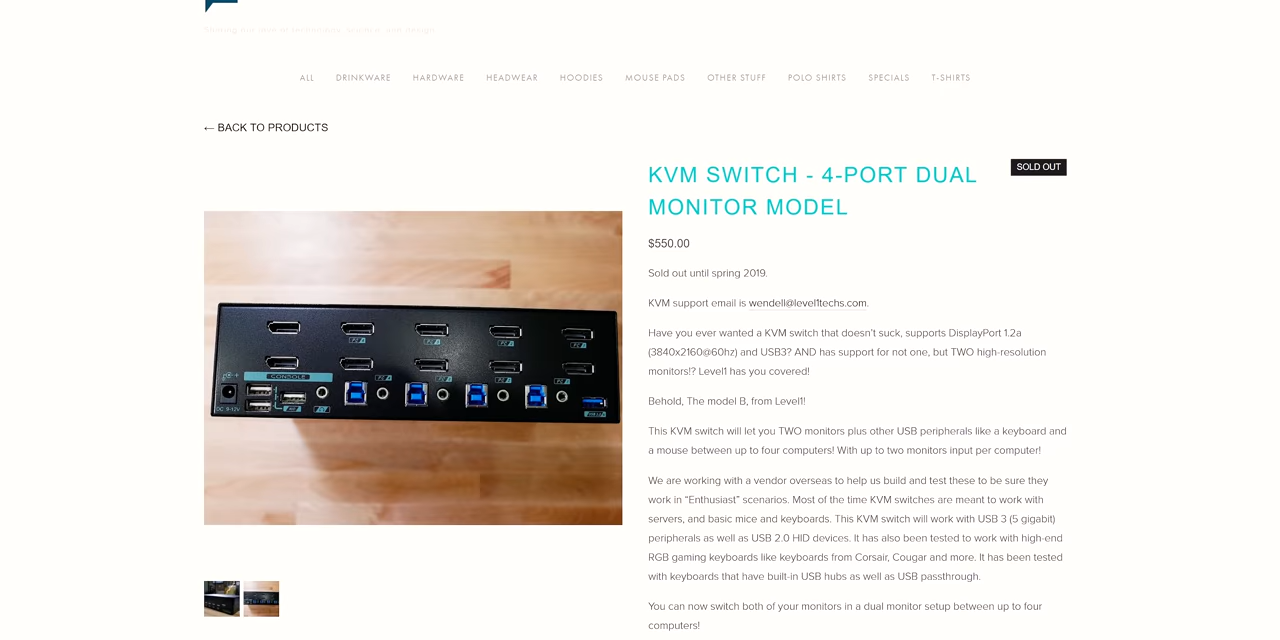 ALL DRINKWARE HARDWARE HEADWEAR HOODIES MOUSE PADS OTHER STUFF POLO SHIRTS SPECIALS T-SHIRTS
← BACK TO PRODUCTS
KVM SWITCH - 4-PORT DUAL
MONITOR MODEL
SOLD OUT
$550.00
Sold out until spring 2019.
KVM support email is wendell@level1techs.com.
Have you ever wanted a KVM switch that doesn't suck, supports DisplayPort 1.2a
(3840x2160@60hz) and USB3? AND has support for not one, but TWO high-resolution
monitors!? Level1 has you covered!
Behold, The model B, from Level1!
This KVM switch will let you TWO monitors plus other USB peripherals like a keyboard and
a mouse between up to four computers! With up to two monitors input per computer!
We are working with a vendor overseas to help us build and test these to be sure they
work in “Enthusiast” scenarios. Most of the time KVM switches are meant to work with
servers, and basic mice and keyboards. This KVM switch will work with USB 3 (5 gigabit)
peripherals as well as USB 2.0 HID devices. It has also been tested to work with high-end
RGB gaming keyboards like keyboards from Corsair, Cougar and more. It has been tested
with keyboards that have built-in USB hubs as well as USB passthrough.
You can now switch both of your monitors in a dual monitor setup between up to four
computers!
CONSOLE
DC 9-12V